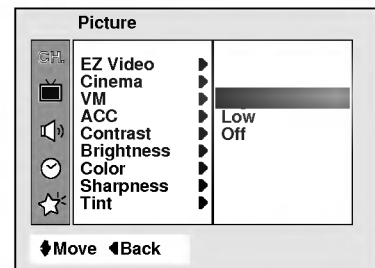 Picture
CH.
EZ Video
Cinema
VM
ACC
Contrast
Brightness
Color
Sharpness
Tint
Low
Off
Move Back